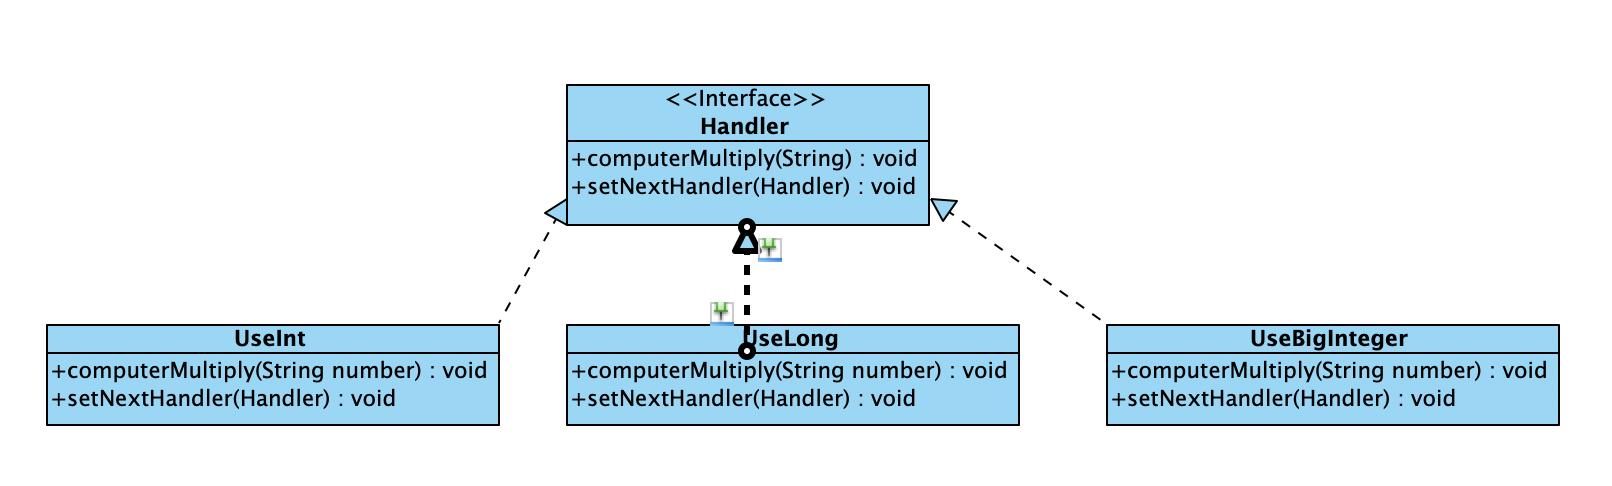 <<Interface>>
Handler
+computerMultiply(String) : void
+setNextHandler(Handler) : void
UseInt
+computerMultiply(String number) : void
+setNextHandler(Handler) : void
UseLong
+computerMultiply(String number) : void
+setNextHandler(Handler) : void
UseBigInteger
+computerMultiply(String number) : void
+setNextHandler(Handler) : void